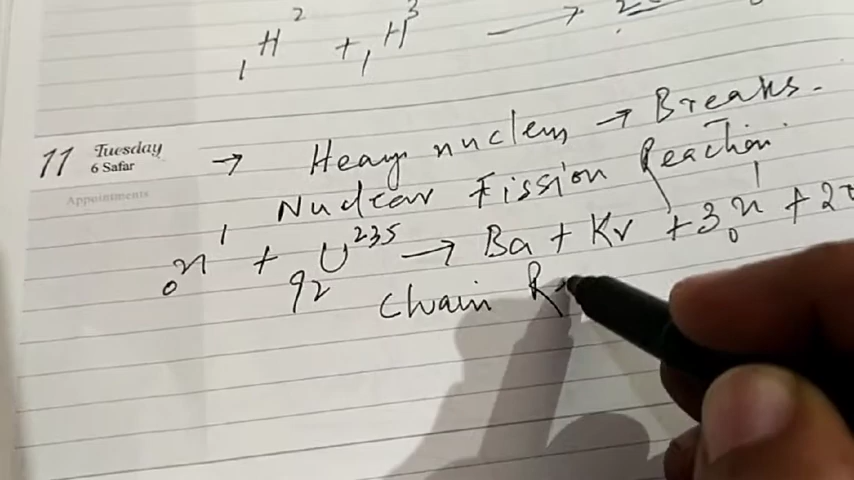 ₁H² + ₁H³ →
11 Tuesday
6 Safar
Appointments
→ Heavy nucleus → Breaks.
Nuclear Fission Reaction.
₀n¹ + ₉₂U²³⁵ → Ba + Kr + 3₀n¹ + 2
Chain R